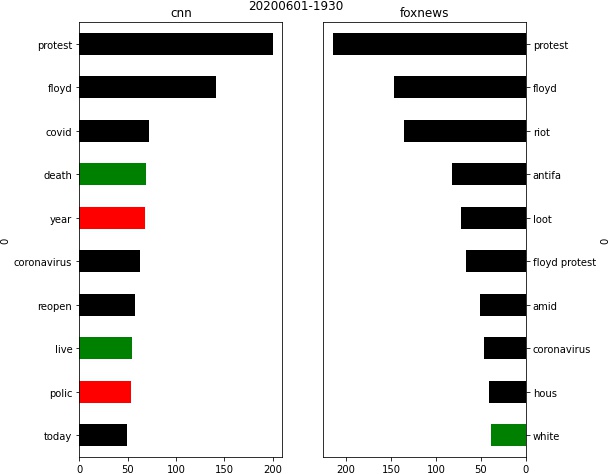 20200601-1930
cnn
foxnews
protest
floyd
covid
death
year
coronavirus
reopen
live
polic
today
0 50 100 150 200
0
protest
floyd
riot
antifa
loot
floyd protest
amid
coronavirus
hous
white
200 150 100 50 0
0